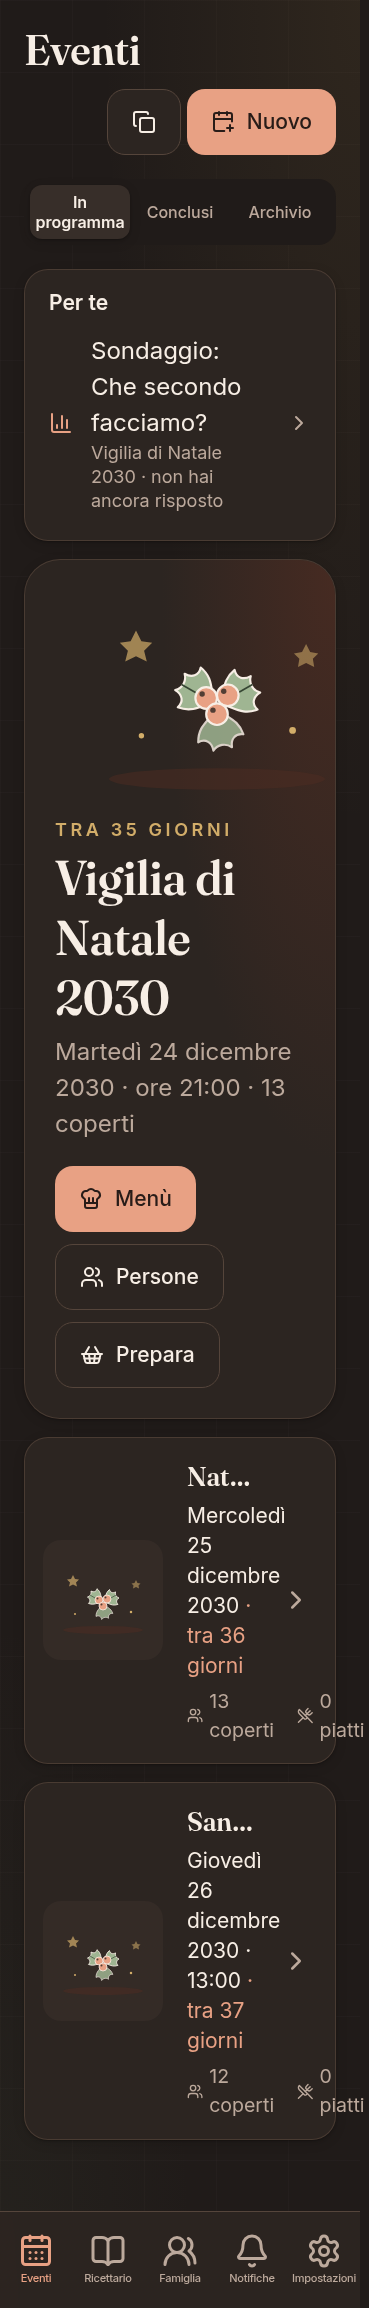 Eventi
Nuovo
In
programma
Conclusi
Archivio
Per te
Sondaggio:
Che secondo
facciamo?
Vigilia di Natale
2030 · non hai
ancora risposto
TRA 35 GIORNI
Vigilia di
Natale
2030
Martedì 24 dicembre
2030 · ore 21:00 · 13
coperti
Menù
Persone
Prepara
Nat...
Mercoledì
25
dicembre
2030 ·
tra 36
giorni
13
coperti
0
piatti
San...
Giovedì
26
dicembre
2030 ·
13:00 ·
tra 37
giorni
12
coperti
0
piatti
Eventi
Ricettario
Famiglia
Notifiche
Impostazioni